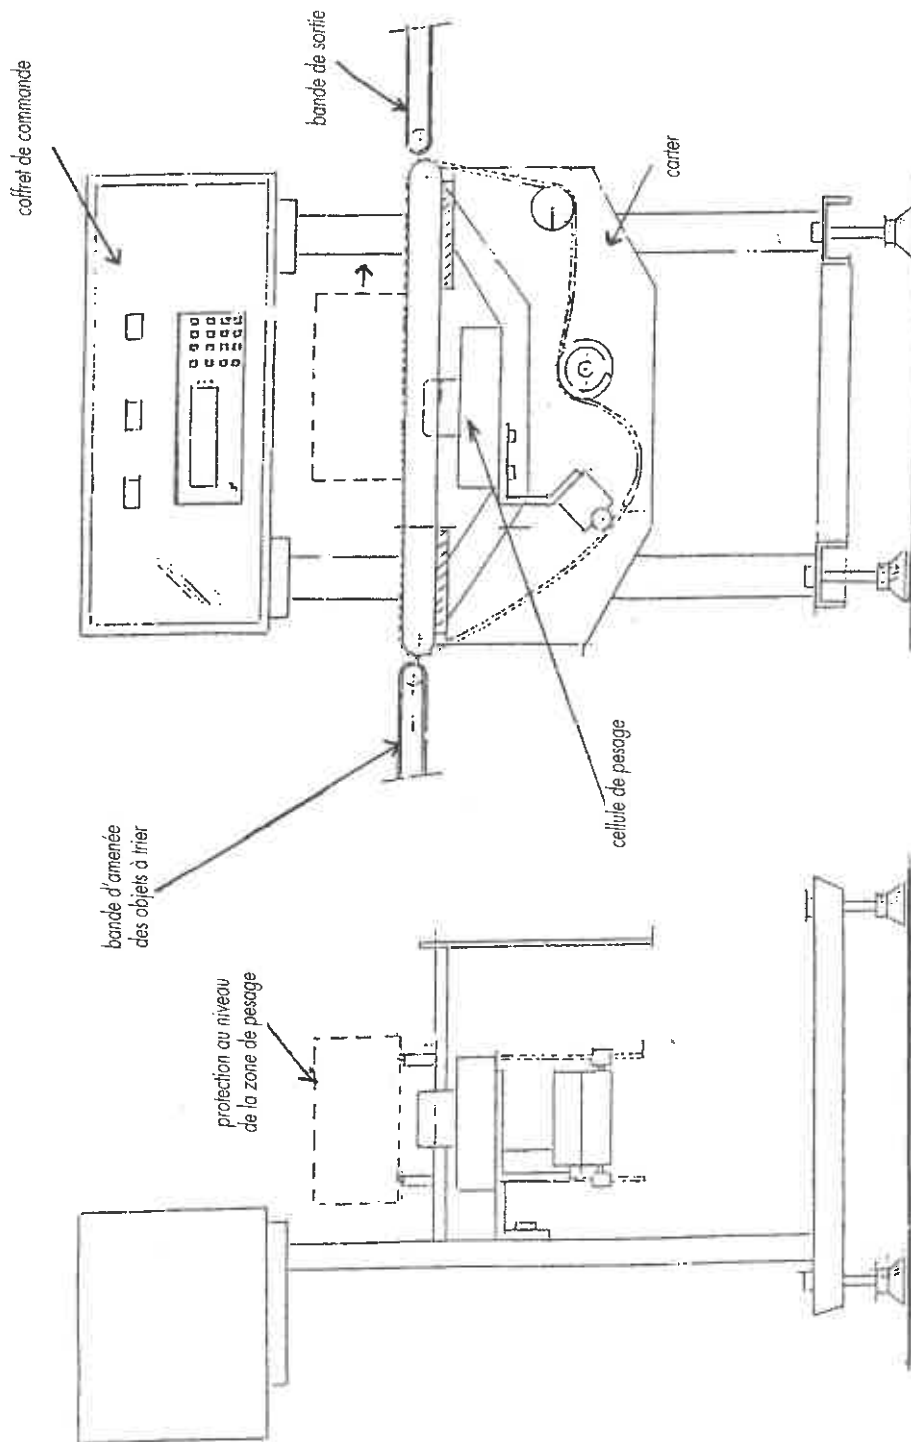 coffret de commande
bande de sortie
carter
cellule de pesage
bande d'amenée
des objets à trier
protection au niveau
de la zone de pesage